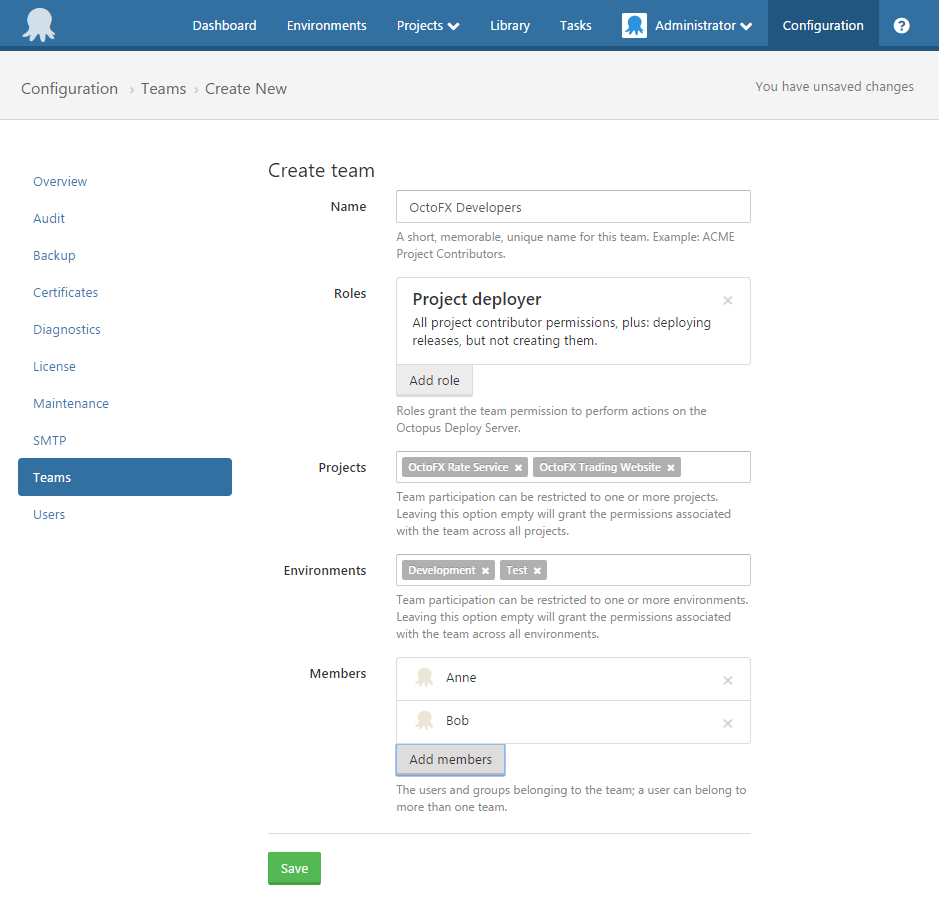 Dashboard Environments Projects Library Tasks Administrator Configuration ?
Configuration › Teams › Create New
You have unsaved changes
Overview
Audit
Backup
Certificates
Diagnostics
License
Maintenance
SMTP
Teams
Users
Create team
Name
OctoFX Developers
A short, memorable, unique name for this team. Example: ACME
Project Contributors.
Roles
Project deployer ×
All project contributor permissions, plus: deploying
releases, but not creating them.
Add role
Roles grant the team permission to perform actions on the
Octopus Deploy Server.
Projects
OctoFX Rate Service × OctoFX Trading Website ×
Team participation can be restricted to one or more projects.
Leaving this option empty will grant the permissions associated
with the team across all projects.
Environments
Development × Test ×
Team participation can be restricted to one or more environments.
Leaving this option empty will grant the permissions associated
with the team across all environments.
Members
Anne ×
Bob ×
Add members
The users and groups belonging to the team; a user can belong to
more than one team.
Save